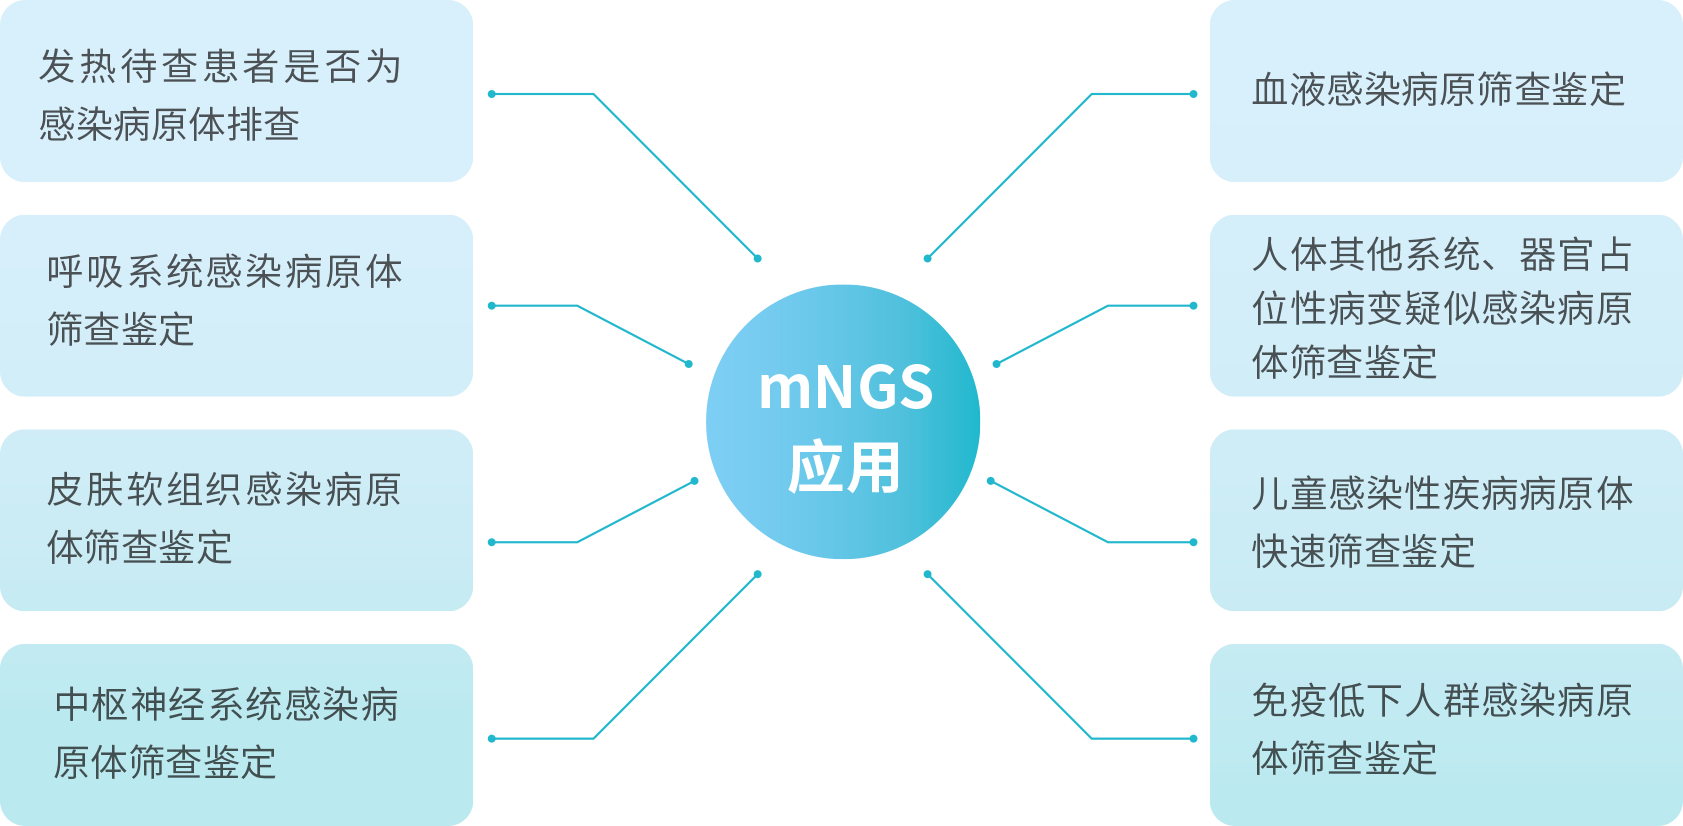 发热待查患者是否为
感染病原体排查
呼吸系统感染病原体
筛查鉴定
皮肤软组织感染病原
体筛查鉴定
中枢神经系统感染病
原体筛查鉴定
mNGS
应用
血液感染病原筛查鉴定
人体其他系统、器官占
位性病变疑似感染病原
体筛查鉴定
儿童感染性疾病病原体
快速筛查鉴定
免疫低下人群感染病原
体筛查鉴定